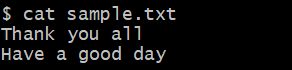 $ cat sample.txt
Thank you all
Have a good day